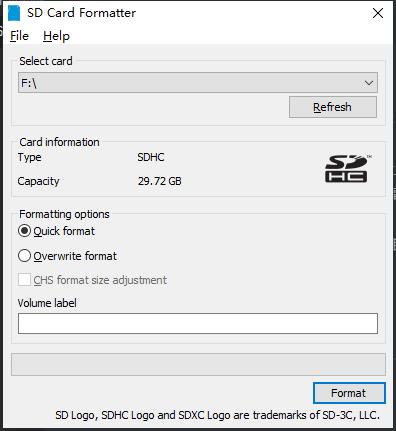 SD Card Formatter
File Help
Select card
F:\
Refresh
Card information
Type SDHC
Capacity 29.72 GB
SD HC TM
Formatting options
Quick format
Overwrite format
CHS format size adjustment
Volume label
Format
SD Logo, SDHC Logo and SDXC Logo are trademarks of SD-3C, LLC.